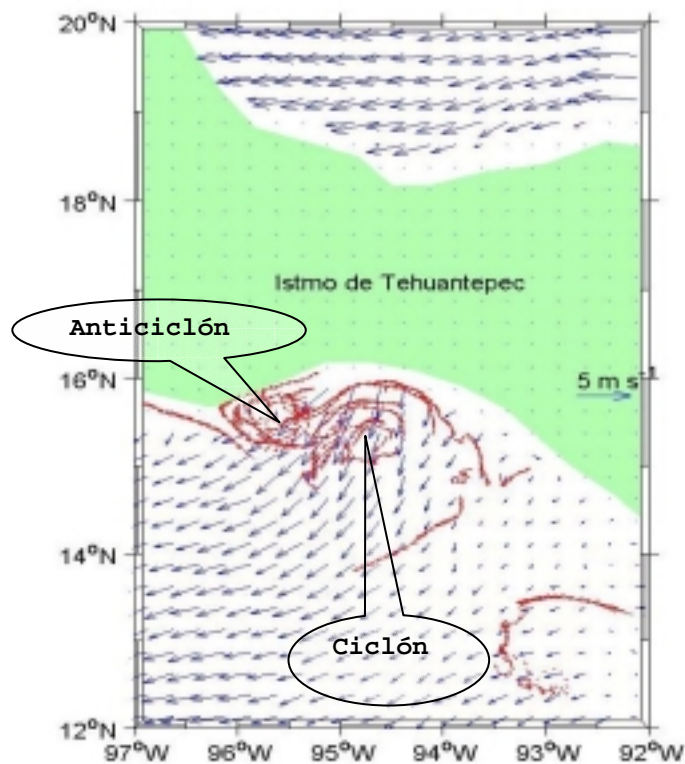 20°N
18°N
Istmo de Tehuantepec
Anticiclón
16°N
5 m s⁻¹
14°N
Ciclón
12°N
97°W 96°W 95°W 94°W 93°W 92°W